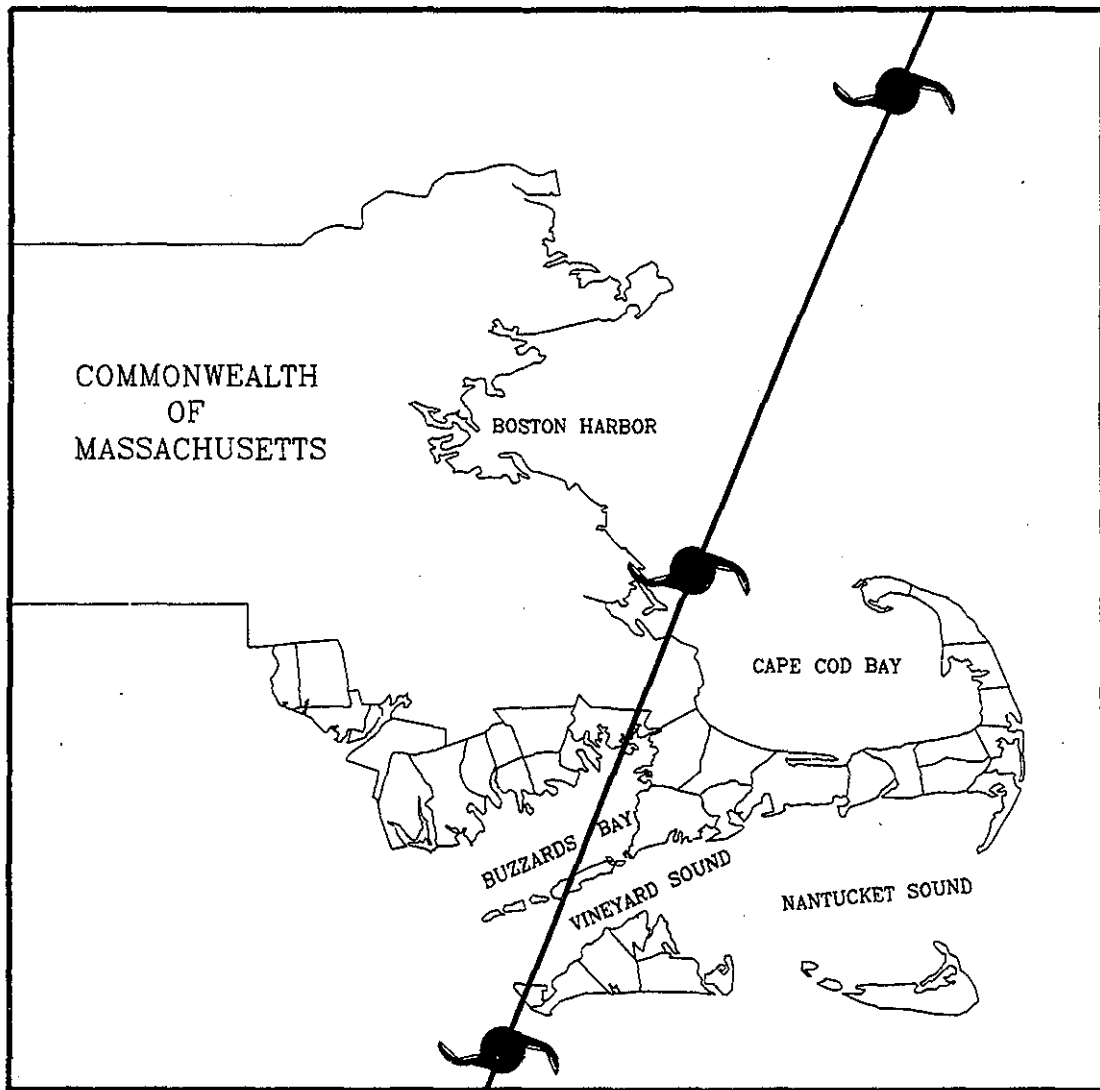 COMMONWEALTH
OF
MASSACHUSETTS
BOSTON HARBOR
CAPE COD BAY
BUZZARDS BAY
VINEYARD SOUND
NANTUCKET SOUND